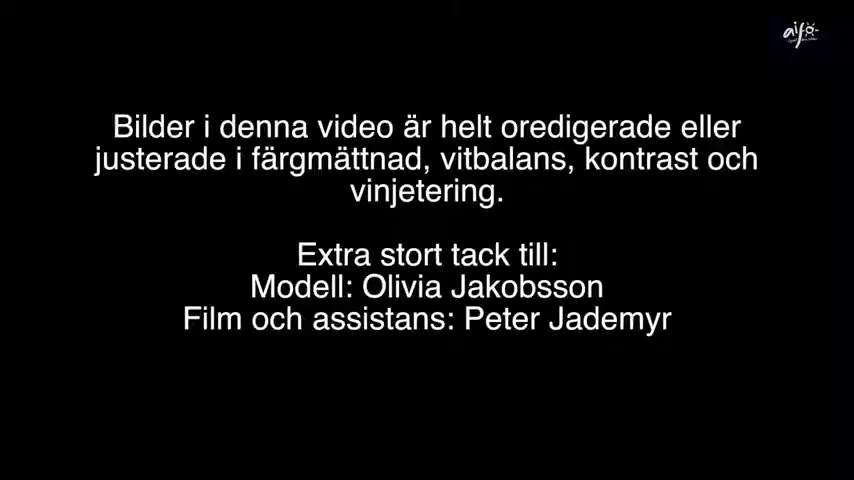 aifo
Bilder i denna video är helt oredigerade eller
justerade i färgmättnad, vitbalans, kontrast och
vinjetering.
Extra stort tack till:
Modell: Olivia Jakobsson
Film och assistans: Peter Jademyr